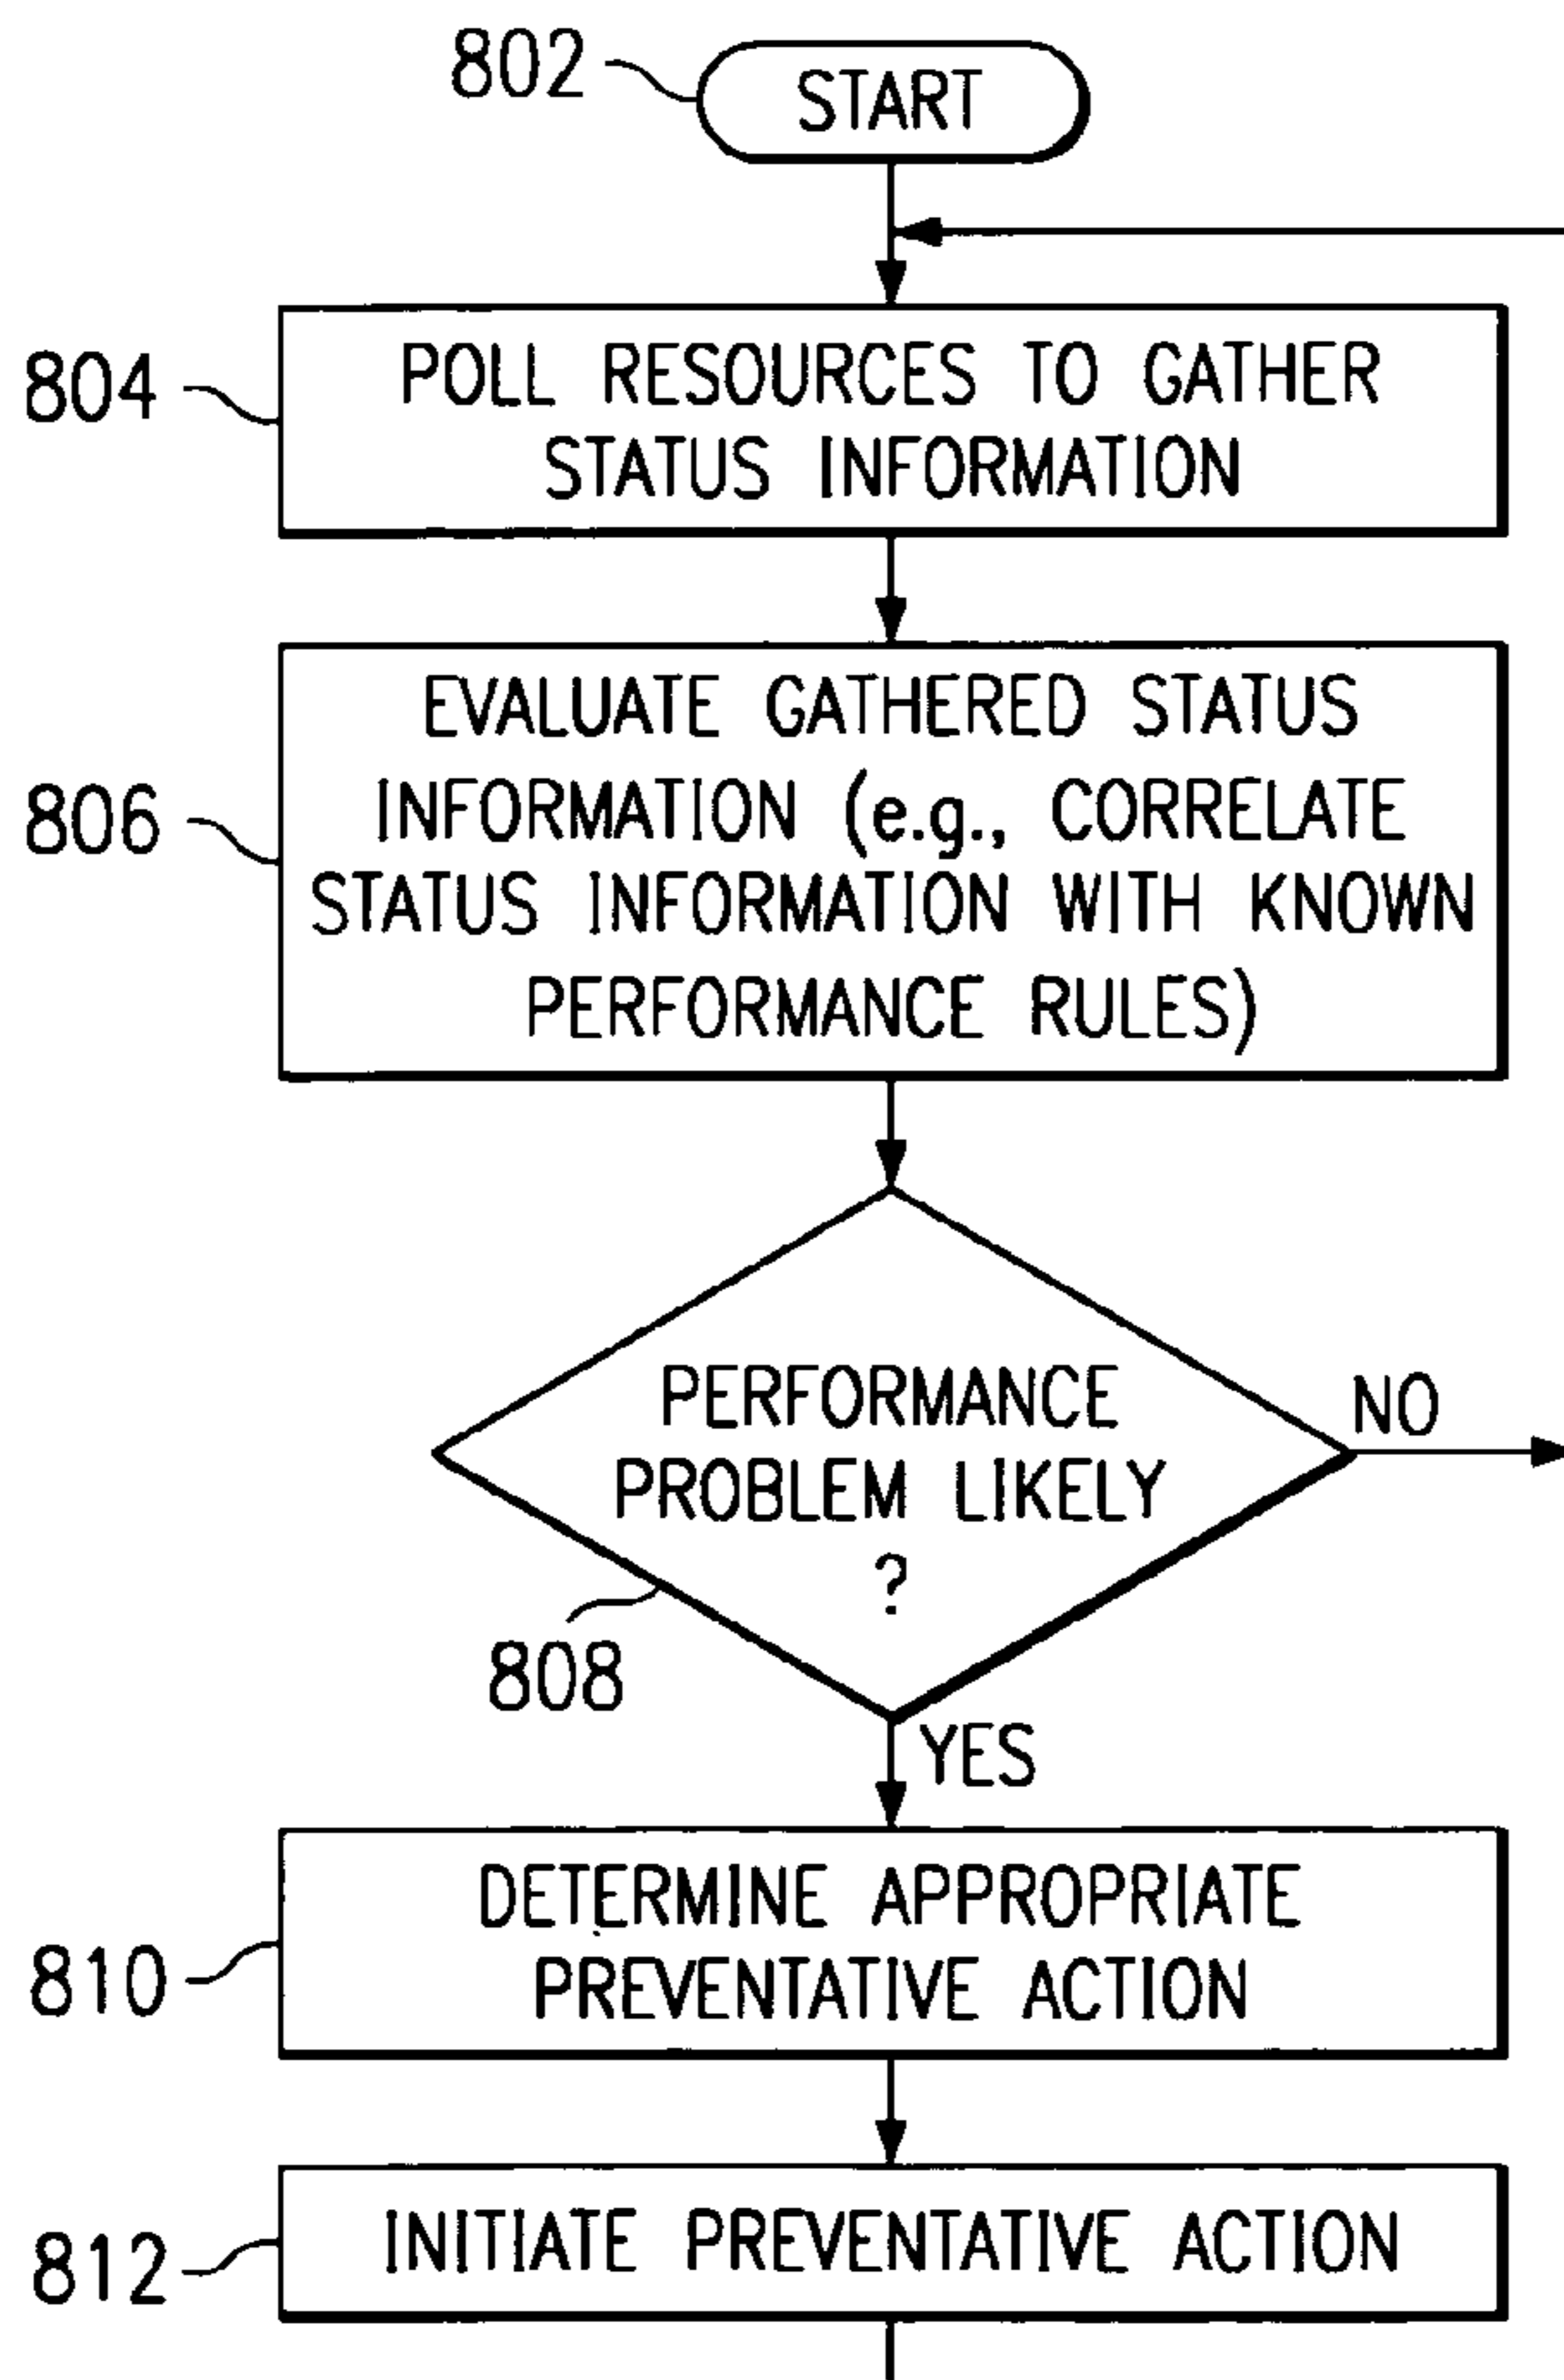 802
START
804
POLL RESOURCES TO GATHER
STATUS INFORMATION
806
EVALUATE GATHERED STATUS
INFORMATION (e.g., CORRELATE
STATUS INFORMATION WITH KNOWN
PERFORMANCE RULES)
PERFORMANCE
PROBLEM LIKELY
?
NO
808
YES
810
DETERMINE APPROPRIATE
PREVENTATIVE ACTION
812
INITIATE PREVENTATIVE ACTION